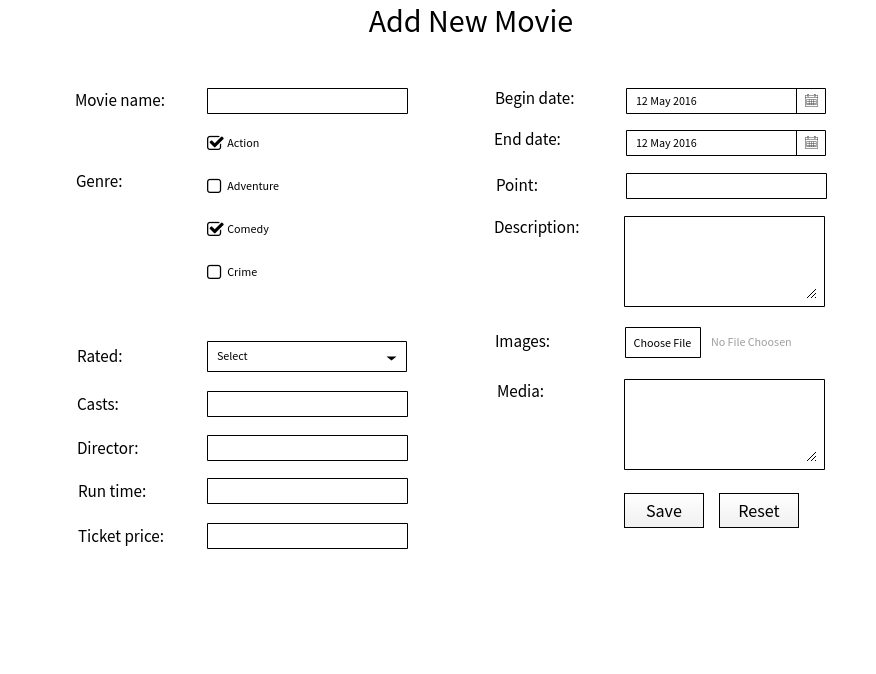 Add New Movie
Movie name:
Action
Genre:
Adventure
Comedy
Crime
Rated:
Select
Casts:
Director:
Run time:
Ticket price:
Begin date:
12 May 2016
End date:
12 May 2016
Point:
Description:
Images:
Choose File
No File Choosen
Media:
Save
Reset